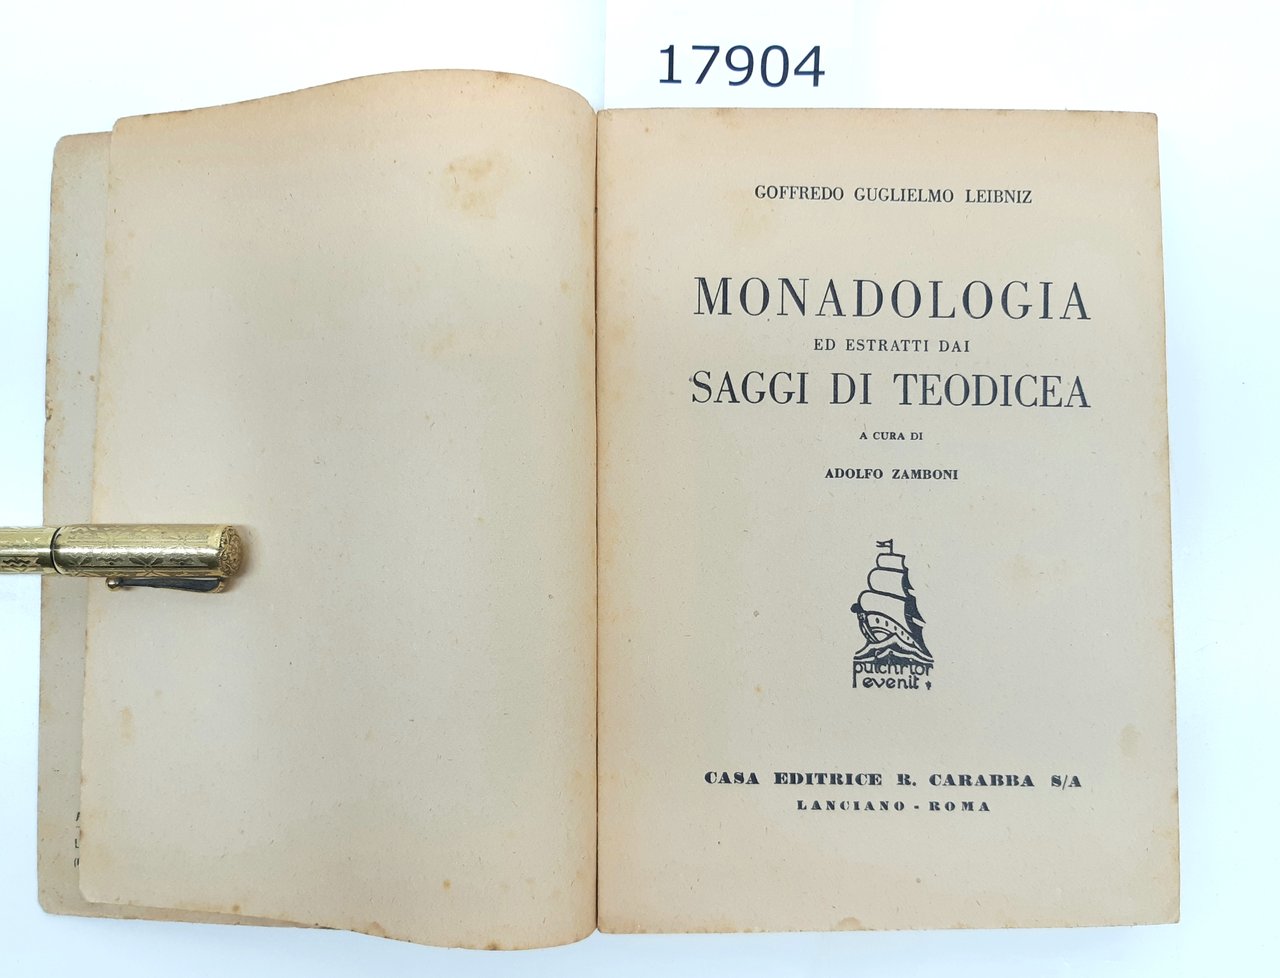 17904
GOFFREDO GUGLIELMO LEIBNIZ
MONADOLOGIA
ED ESTRATTI DAI
SAGGI DI TEODICEA
A CURA DI
ADOLFO ZAMBONI
pulchrior
evenit
CASA EDITRICE R. CARABBA S/A
LANCIANO - ROMA